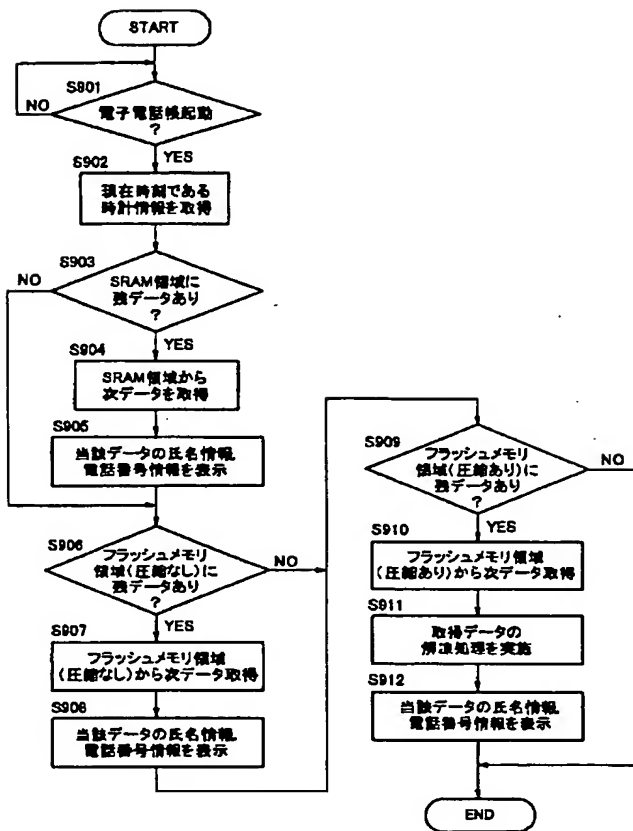 START
S901
電子電話帳起動
?
NO
YES
S902
現在時刻である
時計情報を取得
S903
SRAM領域に
残データあり
?
NO
YES
S904
SRAM領域から
次データを取得
S905
当該データの氏名情報,
電話番号情報を表示
S906
フラッシュメモリ
領域(圧縮なし)に
残データあり
?
NO
YES
S907
フラッシュメモリ領域
(圧縮なし)から次データ取得
S908
当該データの氏名情報,
電話番号情報を表示
S909
フラッシュメモリ
領域(圧縮あり)に
残データあり
?
NO
YES
S910
フラッシュメモリ領域
(圧縮あり)から次データ取得
S911
取得データの
解凍処理を実施
S912
当該データの氏名情報,
電話番号情報を表示
END